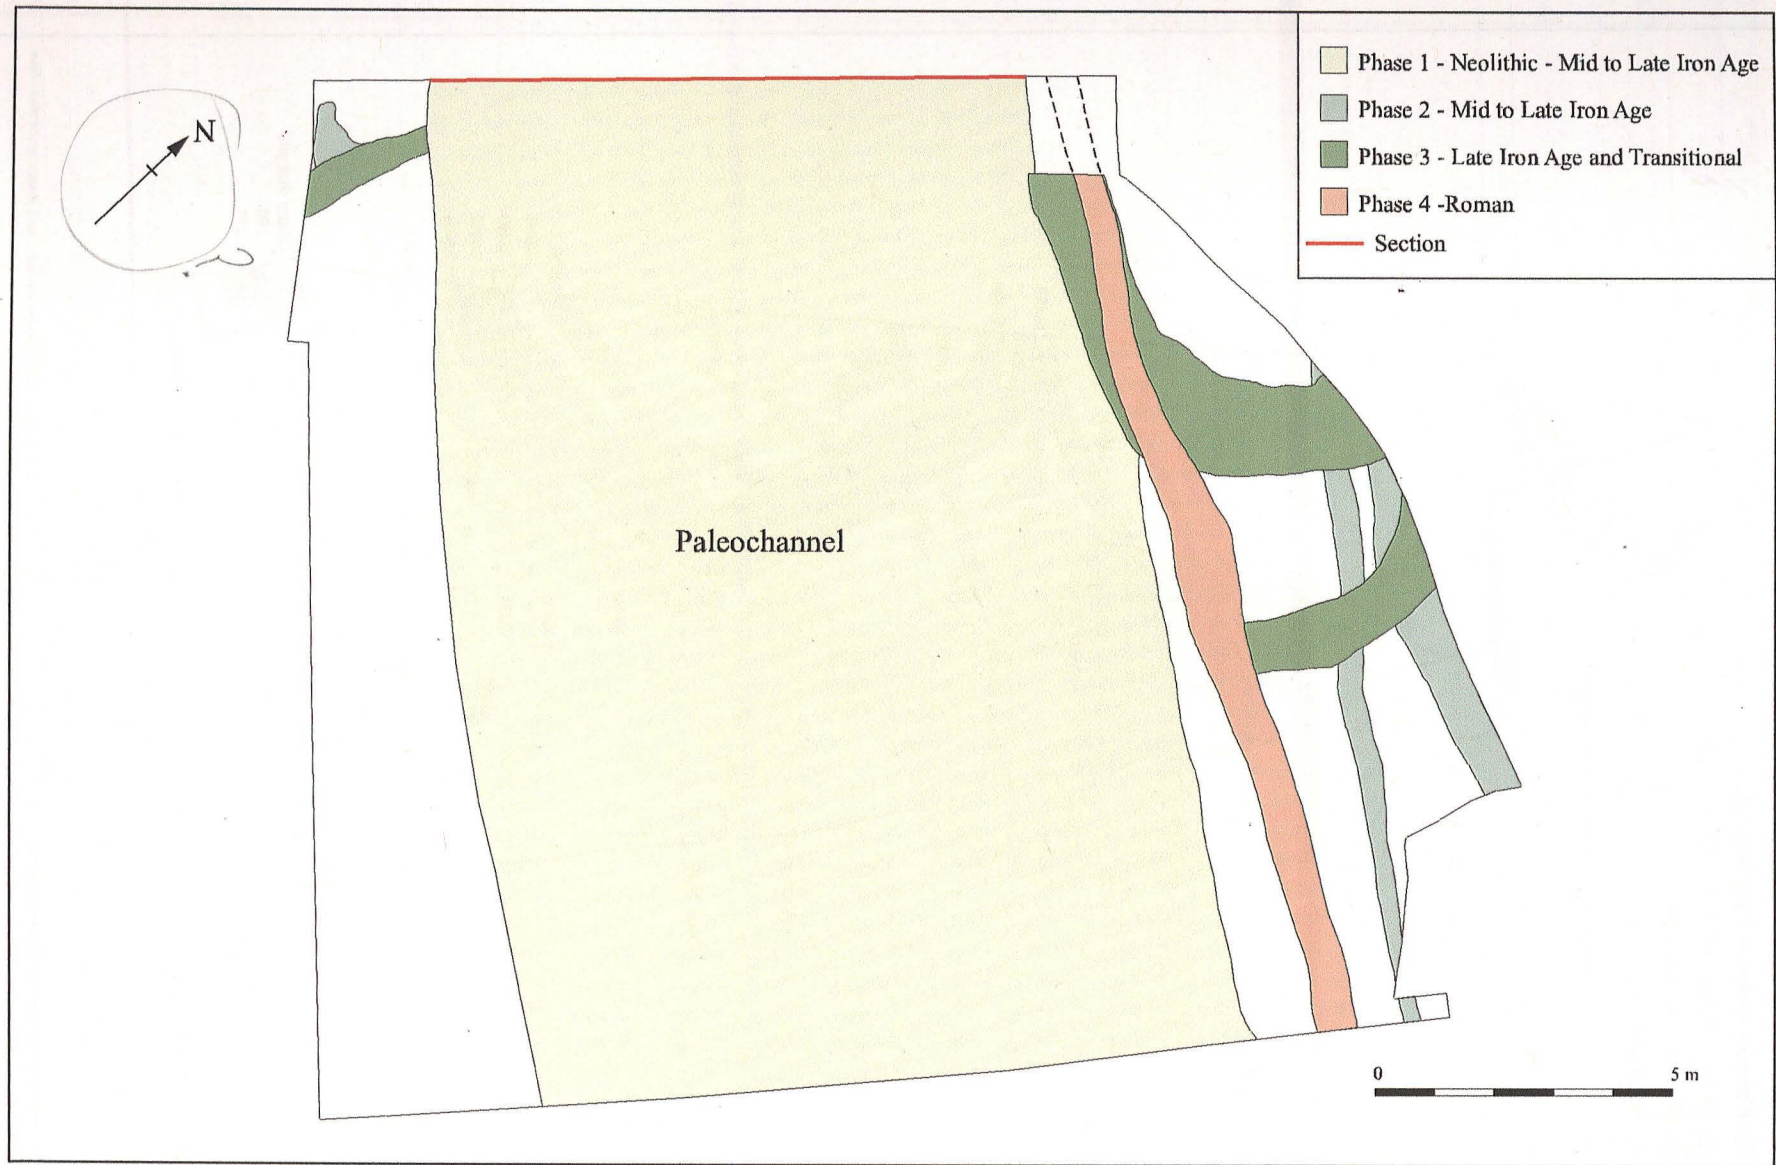 Phase 1 - Neolithic - Mid to Late Iron Age
Phase 2 - Mid to Late Iron Age
Phase 3 - Late Iron Age and Transitional
Phase 4 -Roman
Section
N
Paleochannel
0 5 m